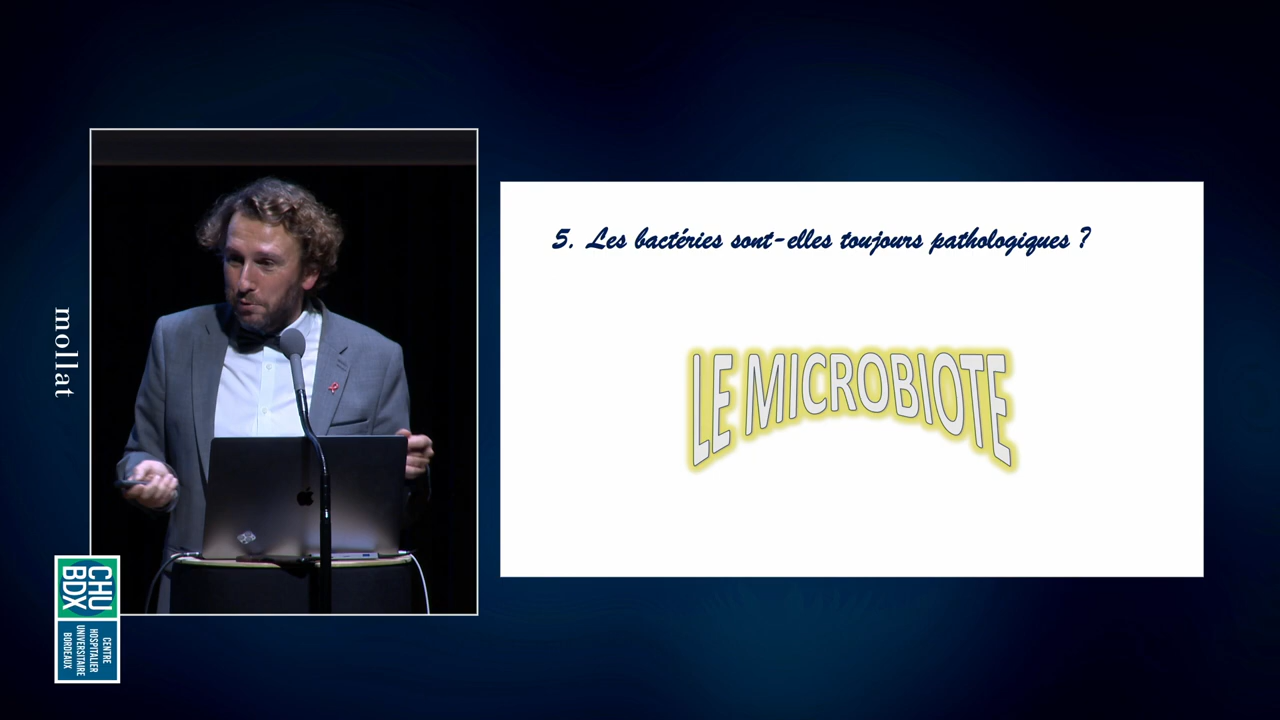 5. Les bactéries sont-elles toujours pathologiques ?
LE MICROBIOTE
mollat
CHU
BDX
CENTRE
HOSPITALIER
UNIVERSITAIRE
BORDEAUX